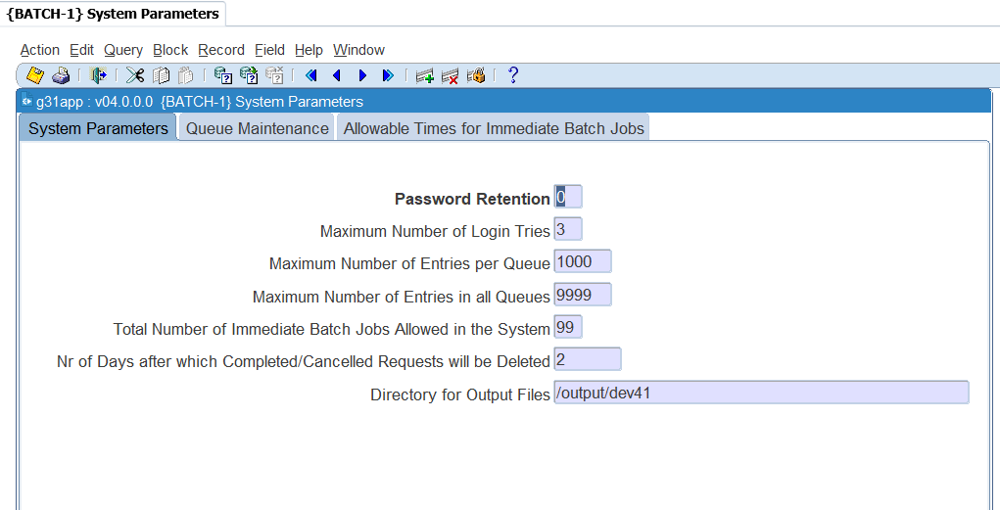 {BATCH-1} System Parameters
Action Edit Query Block Record Field Help Window
g31app : v04.0.0.0 {BATCH-1} System Parameters
System Parameters Queue Maintenance Allowable Times for Immediate Batch Jobs
Password Retention 0
Maximum Number of Login Tries 3
Maximum Number of Entries per Queue 1000
Maximum Number of Entries in all Queues 9999
Total Number of Immediate Batch Jobs Allowed in the System 99
Nr of Days after which Completed/Cancelled Requests will be Deleted 2
Directory for Output Files /output/dev41